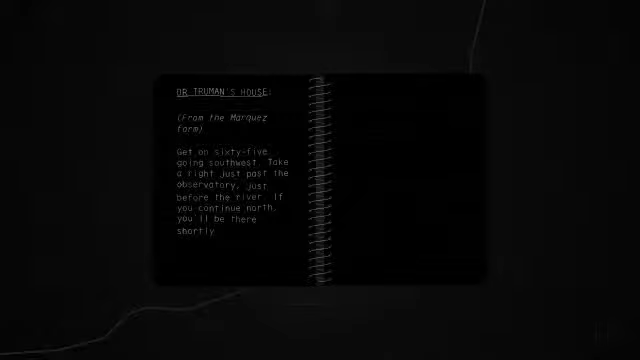 DR TRUMAN'S HOUSE:
(From the Marquez
farm)
Get on sixty-five
going southwest. Take
a right just past the
observatory, just
before the river. If
you continue north,
you'll be there
shortly